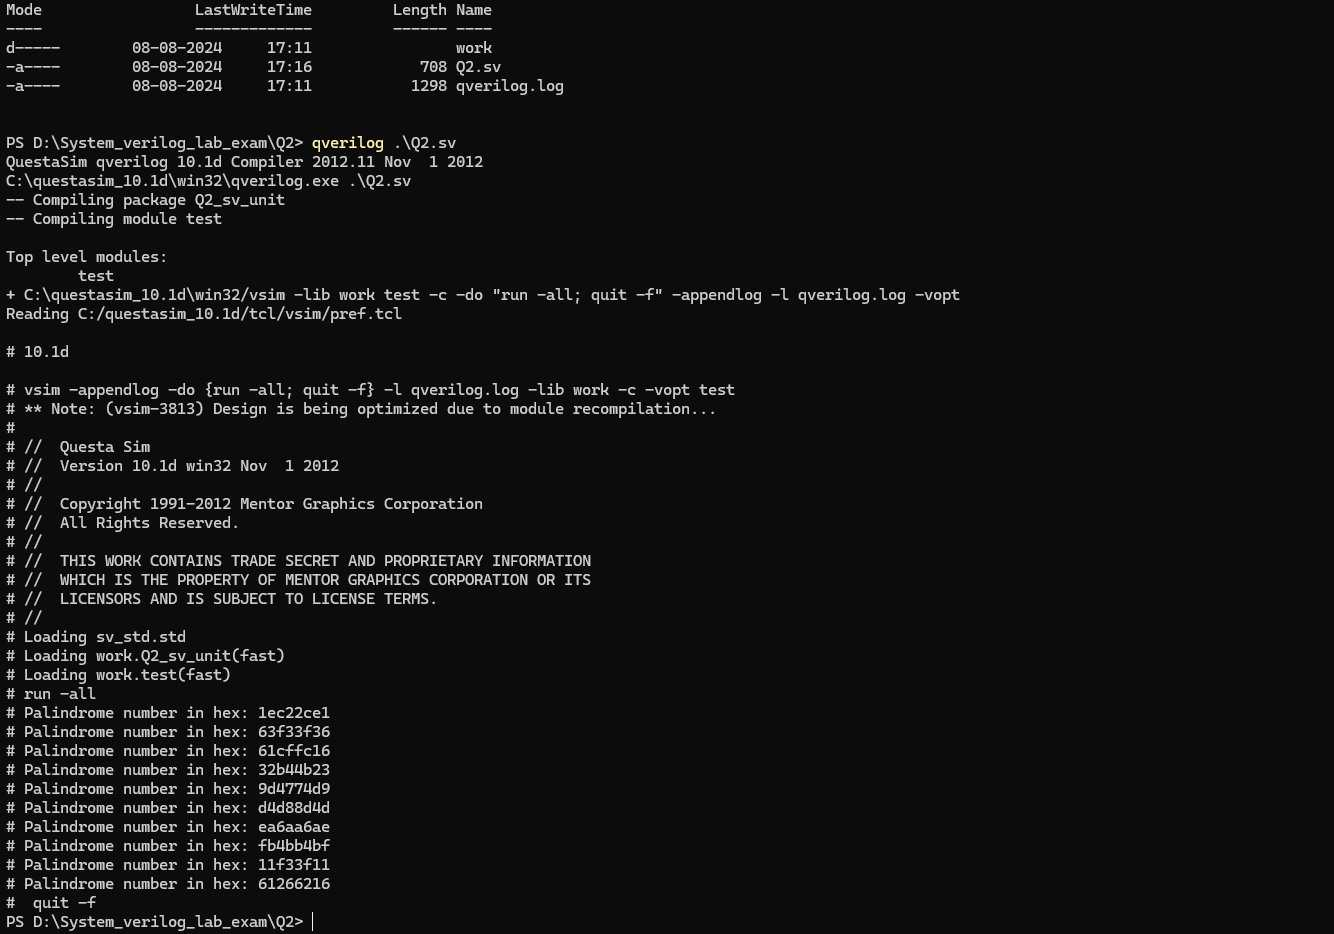 Mode                 LastWriteTime         Length Name
----                 -------------         ------ ----
d-----        08-08-2024     17:11                work
-a----        08-08-2024     17:16            708 Q2.sv
-a----        08-08-2024     17:11           1298 qverilog.log
PS D:\System_verilog_lab_exam\Q2> qverilog .\Q2.sv
QuestaSim qverilog 10.1d Compiler 2012.11 Nov  1 2012
C:\questasim_10.1d\win32\qverilog.exe .\Q2.sv
-- Compiling package Q2_sv_unit
-- Compiling module test
Top level modules:
        test
+ C:\questasim_10.1d\win32/vsim -lib work test -c -do "run -all; quit -f" -appendlog -l qverilog.log -vopt
Reading C:/questasim_10.1d/tcl/vsim/pref.tcl
# 10.1d
# vsim -appendlog -do {run -all; quit -f} -l qverilog.log -lib work -c -vopt test
# ** Note: (vsim-3813) Design is being optimized due to module recompilation...
#
# //  Questa Sim
# //  Version 10.1d win32 Nov  1 2012
# //
# //  Copyright 1991-2012 Mentor Graphics Corporation
# //  All Rights Reserved.
# //
# //  THIS WORK CONTAINS TRADE SECRET AND PROPRIETARY INFORMATION
# //  WHICH IS THE PROPERTY OF MENTOR GRAPHICS CORPORATION OR ITS
# //  LICENSORS AND IS SUBJECT TO LICENSE TERMS.
# //
# Loading sv_std.std
# Loading work.Q2_sv_unit(fast)
# Loading work.test(fast)
# run -all
# Palindrome number in hex: 1ec22ce1
# Palindrome number in hex: 63f33f36
# Palindrome number in hex: 61cffc16
# Palindrome number in hex: 32b44b23
# Palindrome number in hex: 9d4774d9
# Palindrome number in hex: d4d88d4d
# Palindrome number in hex: ea6aa6ae
# Palindrome number in hex: fb4bb4bf
# Palindrome number in hex: 11f33f11
# Palindrome number in hex: 61266216
#  quit -f
PS D:\System_verilog_lab_exam\Q2>